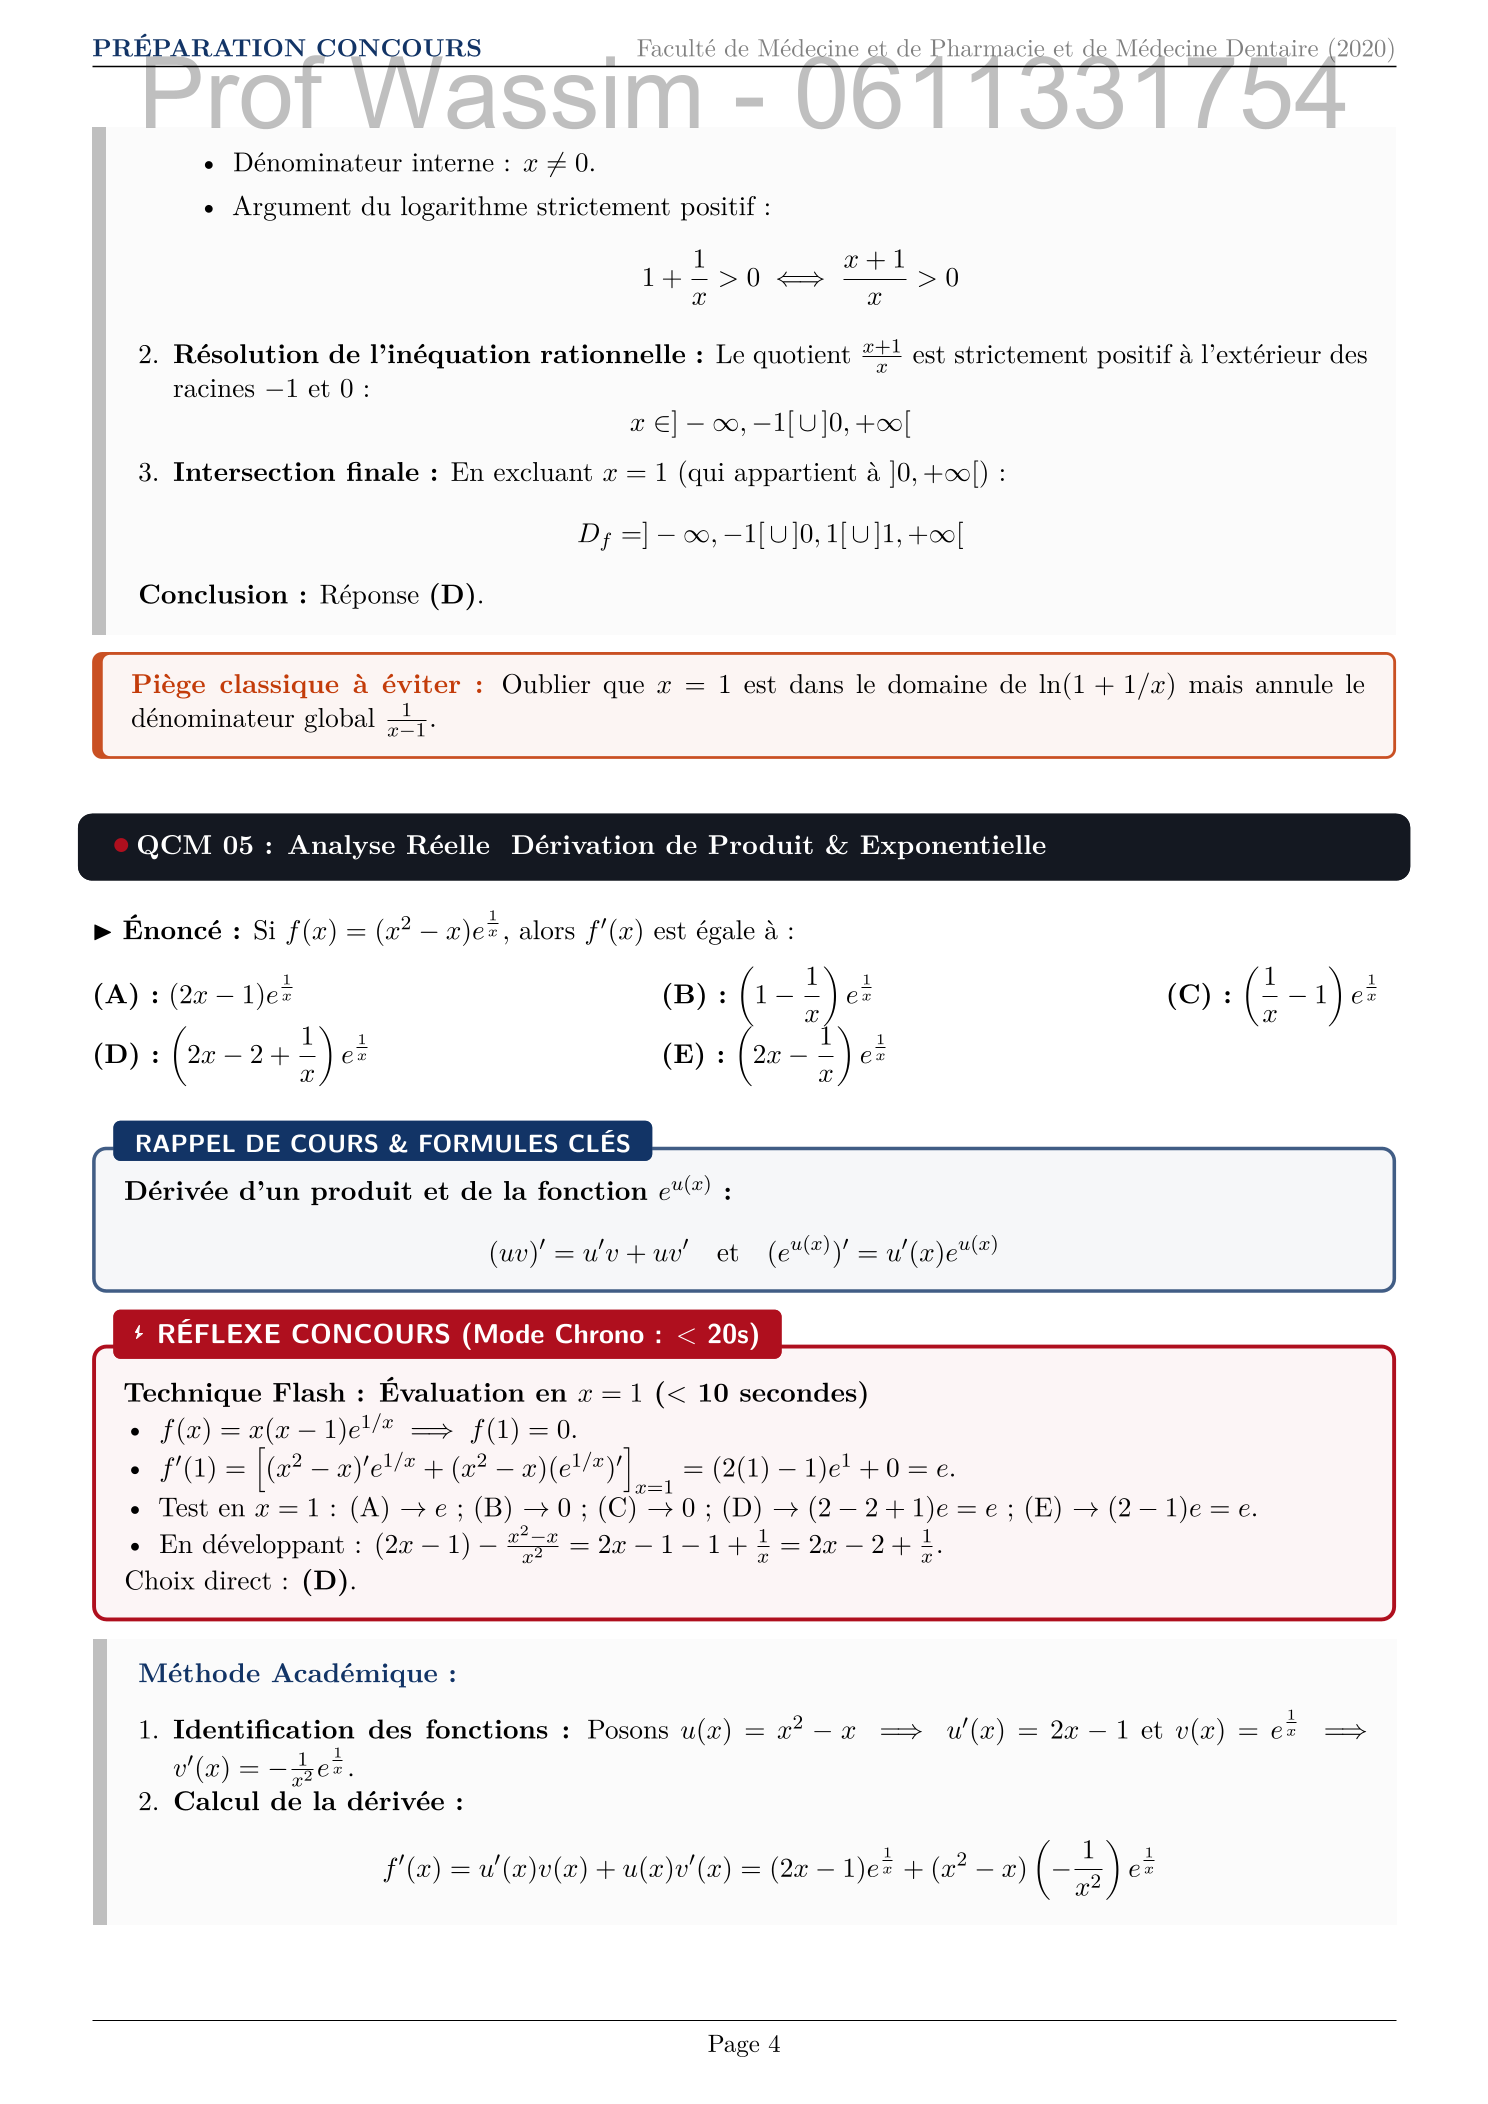 PRÉPARATION CONCOURS Faculté de Médecine et de Pharmacie et de Médecine Dentaire (2020)
Prof Wassim - 0611331754
• Dénominateur interne : x ≠ 0.
• Argument du logarithme strictement positif :
1 + 1/x > 0 ⟺ (x + 1)/x > 0
2. Résolution de l'inéquation rationnelle : Le quotient (x+1)/x est strictement positif à l'extérieur des
racines −1 et 0 :
x ∈] − ∞, −1[ ∪ ]0, +∞[
3. Intersection finale : En excluant x = 1 (qui appartient à ]0, +∞[) :
D_f =] − ∞, −1[ ∪ ]0, 1[ ∪ ]1, +∞[
Conclusion : Réponse (D).
Piège classique à éviter : Oublier que x = 1 est dans le domaine de ln(1 + 1/x) mais annule le
dénominateur global 1/(x−1).
● QCM 05 : Analyse Réelle Dérivation de Produit & Exponentielle
▶ Énoncé : Si f(x) = (x² − x)e^{1/x}, alors f′(x) est égale à :
(A) : (2x − 1)e^{1/x} (B) : (1 − 1/x) e^{1/x} (C) : (1/x − 1) e^{1/x}
(D) : (2x − 2 + 1/x) e^{1/x} (E) : (2x − 1/x) e^{1/x}
RAPPEL DE COURS & FORMULES CLÉS
Dérivée d'un produit et de la fonction e^{u(x)} :
(uv)′ = u′v + uv′ et (e^{u(x)})′ = u′(x)e^{u(x)}
RÉFLEXE CONCOURS (Mode Chrono : < 20s)
Technique Flash : Évaluation en x = 1 (< 10 secondes)
• f(x) = x(x − 1)e^{1/x} ⟹ f(1) = 0.
• f′(1) = [(x² − x)′e^{1/x} + (x² − x)(e^{1/x})′]_{x=1} = (2(1) − 1)e¹ + 0 = e.
• Test en x = 1 : (A) → e ; (B) → 0 ; (C) → 0 ; (D) → (2 − 2 + 1)e = e ; (E) → (2 − 1)e = e.
• En développant : (2x − 1) − (x²−x)/x² = 2x − 1 − 1 + 1/x = 2x − 2 + 1/x.
Choix direct : (D).
Méthode Académique :
1. Identification des fonctions : Posons u(x) = x² − x ⟹ u′(x) = 2x − 1 et v(x) = e^{1/x} ⟹
v′(x) = −1/x² e^{1/x}.
2. Calcul de la dérivée :
f′(x) = u′(x)v(x) + u(x)v′(x) = (2x − 1)e^{1/x} + (x² − x) (−1/x²) e^{1/x}
Page 4